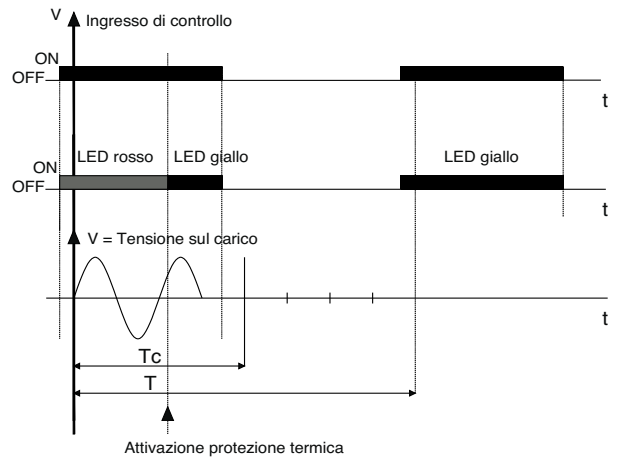 V
Ingresso di controllo
ON
OFF
t
LED rosso
LED giallo
LED giallo
ON
OFF
t
V = Tensione sul carico
t
Tc
T
Attivazione protezione termica